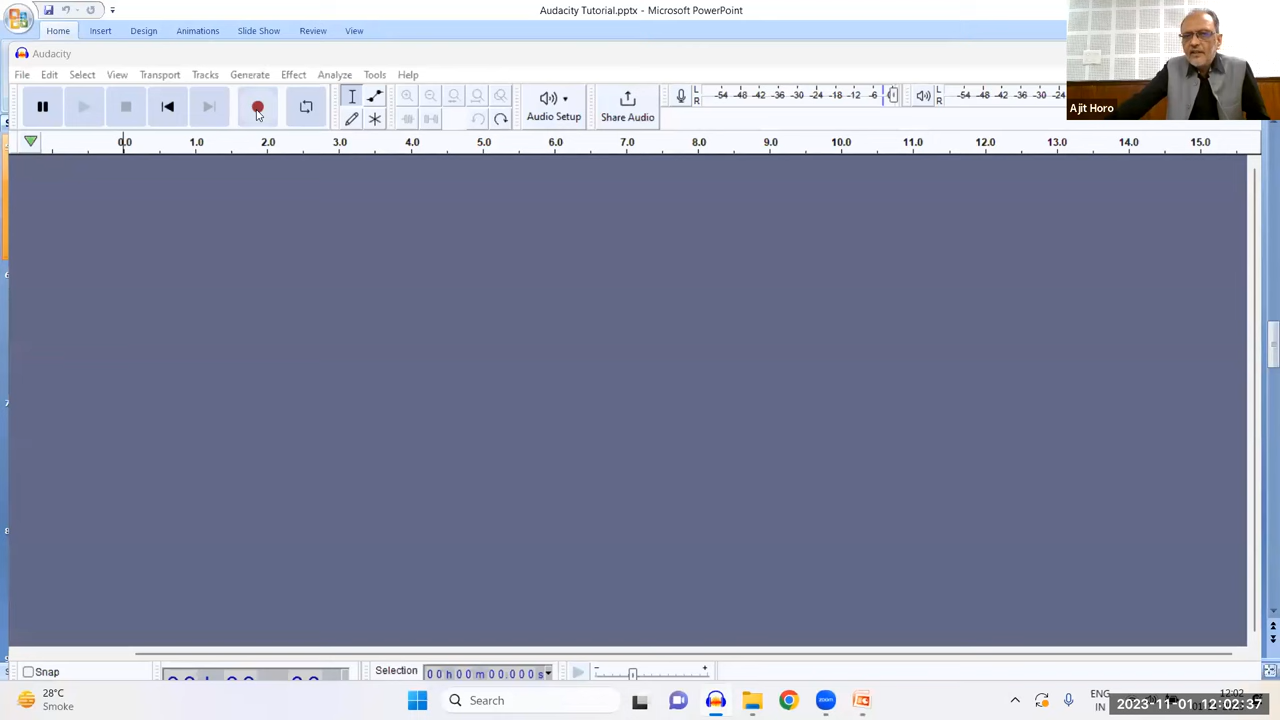 Audacity Tutorial.pptx - Microsoft PowerPoint
Home Insert Design Animations Slide Show Review View
Audacity
File Edit Select View Transport Tracks Generate Effect Analyze Tools Help
-54 -48 -42 -36 -30 -24 -18 -12 -6
L
R
-54 -48 -42 -36 -30 -24
L
R
Audio Setup
Share Audio
Ajit Horo
0.0 1.0 2.0 3.0 4.0 5.0 6.0 7.0 8.0 9.0 10.0 11.0 12.0 13.0 14.0 15.0
Snap
Selection
00h00m00.000s
28°C
Smoke
Search
ENG
IN
12:02
2023-11-01 12:02:37